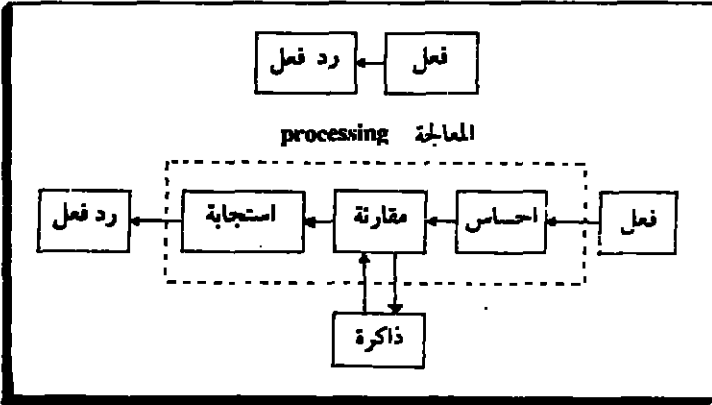 فعل رد فعل
المعالجة processing
فعل احساس مقارنة استجابة رد فعل
ذاكرة